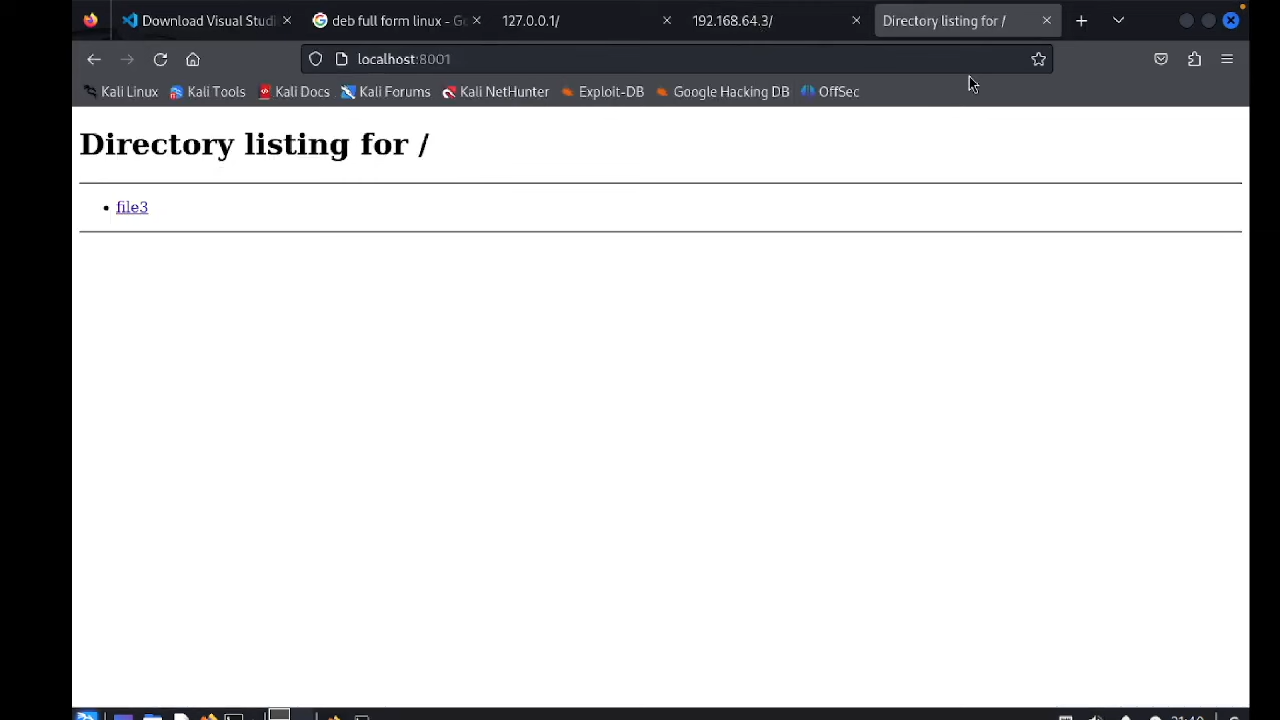 Download Visual Studi
deb full form linux – Go
127.0.0.1/
192.168.64.3/
Directory listing for /
localhost:8001
Kali Linux
Kali Tools
Kali Docs
Kali Forums
Kali NetHunter
Exploit-DB
Google Hacking DB
OffSec
Directory listing for /
file3